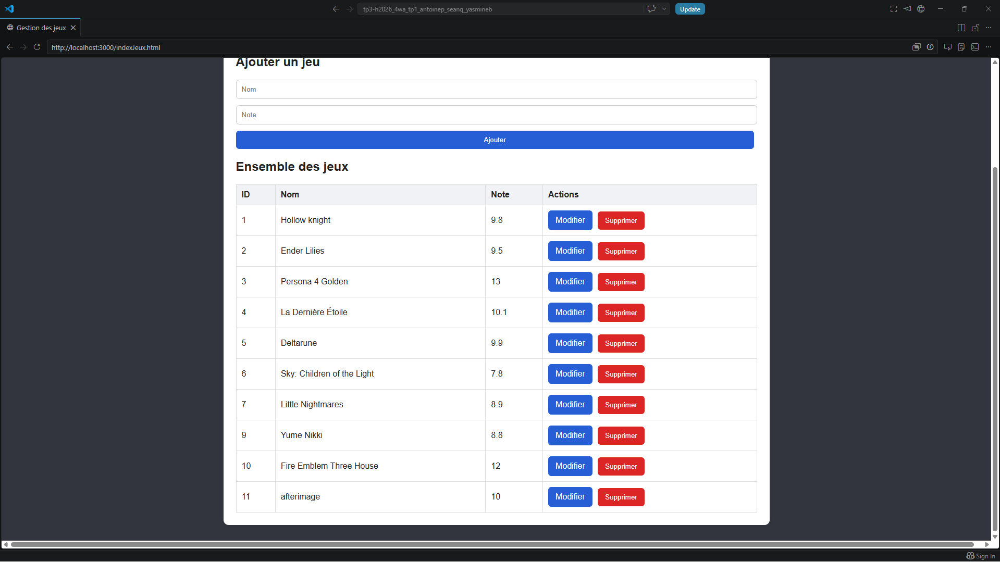 tp3-h2026_4wa_tp1_antoinep_seanq_yasmineb
Update
Gestion des jeux
http://localhost:3000/indexJeux.html
Ajouter un jeu
Nom
Note
Ajouter
Ensemble des jeux
ID Nom Note Actions
1 Hollow knight 9.8 Modifier Supprimer
2 Ender Lilies 9.5 Modifier Supprimer
3 Persona 4 Golden 13 Modifier Supprimer
4 La Dernière Étoile 10.1 Modifier Supprimer
5 Deltarune 9.9 Modifier Supprimer
6 Sky: Children of the Light 7.8 Modifier Supprimer
7 Little Nightmares 8.9 Modifier Supprimer
9 Yume Nikki 8.8 Modifier Supprimer
10 Fire Emblem Three House 12 Modifier Supprimer
11 afterimage 10 Modifier Supprimer
Sign In